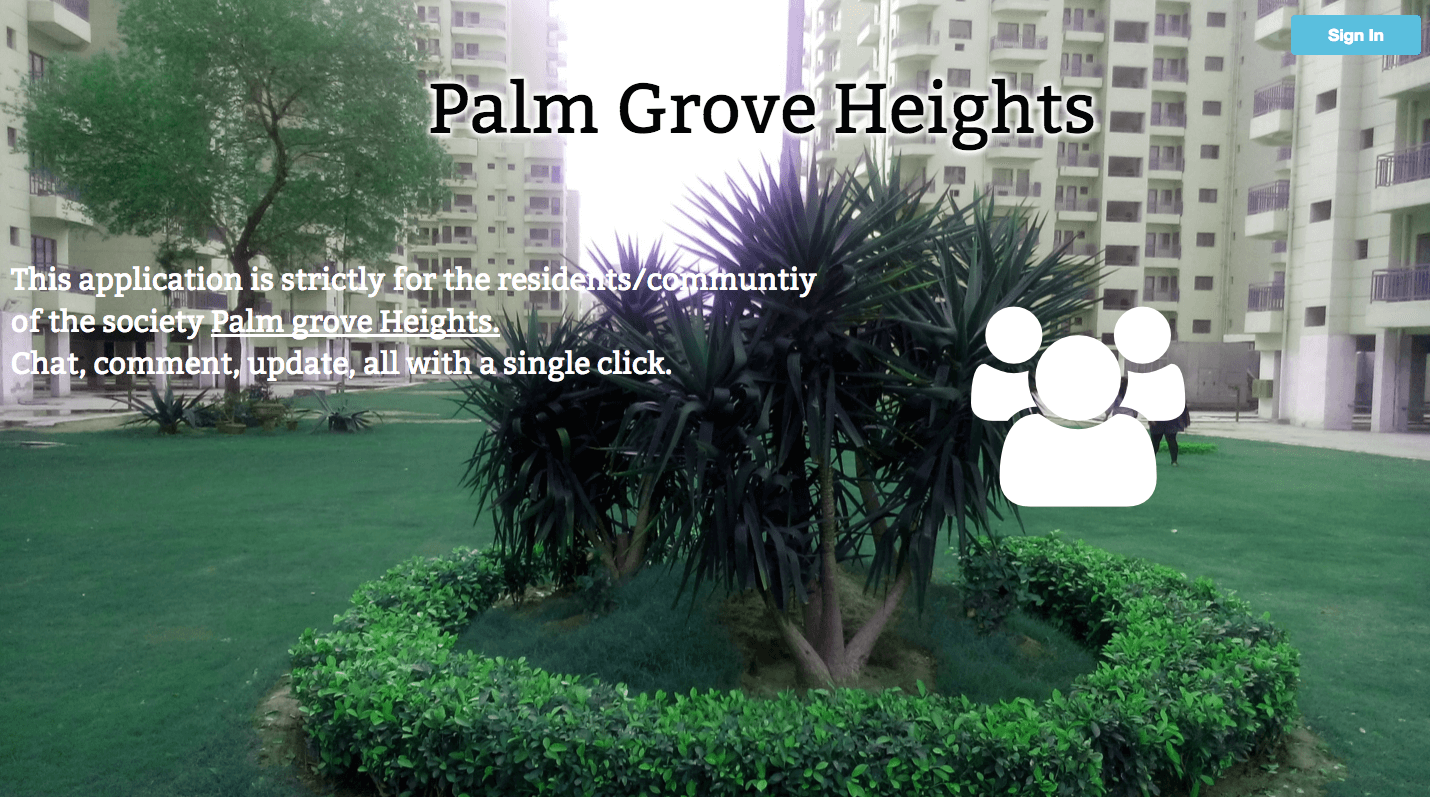 Sign In
Palm Grove Heights
This application is strictly for the residents/communtiy
of the society Palm grove Heights.
Chat, comment, update, all with a single click.